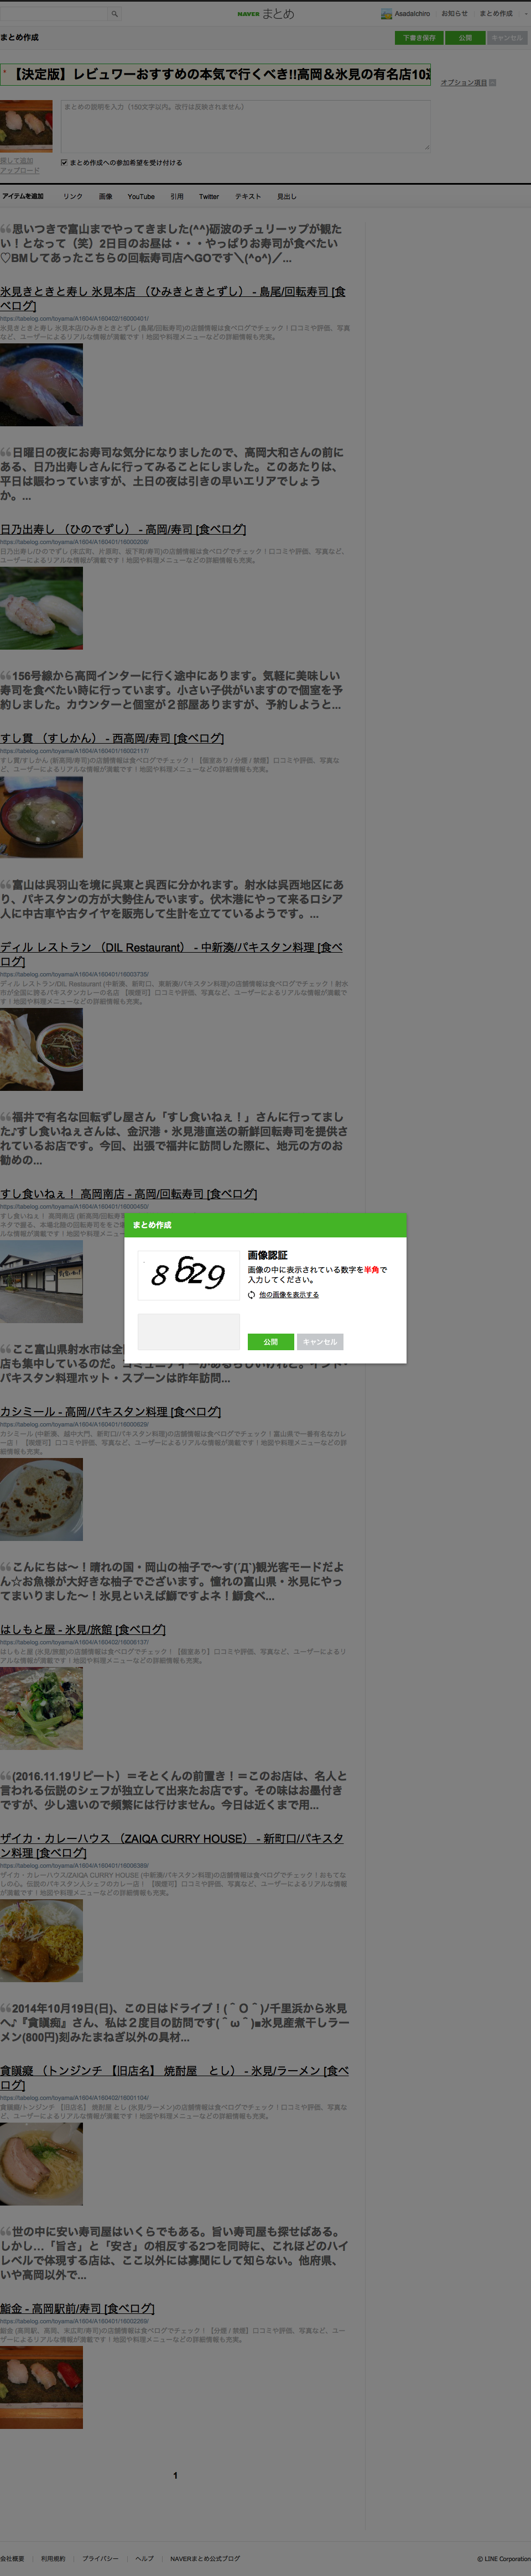 NAVER まとめ
AsadaIchiro お知らせ まとめ作成
まとめ作成
下書き保存 公開 キャンセル
* 【決定版】レビュワーおすすめの本気で行くべき!!高岡＆氷見の有名店10選
オプション項目
まとめの説明を入力（150文字以内。改行は反映されません）
探して追加
アップロード
まとめ作成への参加希望を受け付ける
アイテムを追加 リンク 画像 YouTube 引用 Twitter テキスト 見出し
思いつきで富山までやってきました(^^)砺波のチュリーップが観た
い！となって（笑）2日目のお昼は・・・やっぱりお寿司が食べたい
♡BMしてあったこちらの回転寿司店へGOです＼(^o^)／...
氷見きときと寿し 氷見本店 （ひみきときとずし） - 島尾/回転寿司 [食
べログ]
https://tabelog.com/toyama/A1604/A160402/16000401/
氷見きときと寿し 氷見本店/ひみきときとずし (島尾/回転寿司)の店舗情報は食べログでチェック！口コミや評価、写真
など、ユーザーによるリアルな情報が満載です！地図や料理メニューなどの詳細情報も充実。
日曜日の夜にお寿司な気分になりましたので、高岡大和さんの前に
ある、日乃出寿しさんに行ってみることにしました。このあたりは、
平日は賑わっていますが、土日の夜は引きの早いエリアでしょう
か。...
日乃出寿し （ひのでずし） - 高岡/寿司 [食べログ]
https://tabelog.com/toyama/A1604/A160401/16000208/
日乃出寿し/ひのでずし (末広町、片原町、坂下町/寿司)の店舗情報は食べログでチェック！口コミや評価、写真など、
ユーザーによるリアルな情報が満載です！地図や料理メニューなどの詳細情報も充実。
156号線から高岡インターに行く途中にあります。気軽に美味しい
寿司を食べたい時に行っています。小さい子供がいますので個室を予
約しました。カウンターと個室が２部屋ありますが、予約しようと...
すし貫 （すしかん） - 西高岡/寿司 [食べログ]
https://tabelog.com/toyama/A1604/A160401/16002117/
すし貫/すしかん (新高岡/寿司)の店舗情報は食べログでチェック！【個室あり / 分煙 / 禁煙】口コミや評価、写真な
ど、ユーザーによるリアルな情報が満載です！地図や料理メニューなどの詳細情報も充実。
富山は呉羽山を境に呉東と呉西に分かれます。射水は呉西地区にあ
り、パキスタンの方が大勢住んでいます。伏木港にやって来るロシア
人に中古車や古タイヤを販売して生計を立てているようです。...
ディル レストラン （DIL Restaurant） - 中新湊/パキスタン料理 [食べ
ログ]
https://tabelog.com/toyama/A1604/A160401/16003735/
ディル レストラン/DIL Restaurant (中新湊、新町口、東新湊/パキスタン料理)の店舗情報は食べログでチェック！射水
市が全国に誇るパキスタンカレーの名店 【喫煙可】口コミや評価、写真など、ユーザーによるリアルな情報が満載で
す！地図や料理メニューなどの詳細情報も充実。
福井で有名な回転ずし屋さん「すし食いねぇ！」さんに行ってまし
た♪すし食いねぇさんは、金沢港・氷見港直送の新鮮回転寿司を提供さ
れているお店です。今回、出張で福井に訪問した際に、地元の方のお
勧めの...
すし食いねぇ！ 高岡南店 - 高岡/回転寿司 [食べログ]
https://tabelog.com/toyama/A1604/A160401/16000450/
まとめ作成
8629
画像認証
画像の中に表示されている数字を半角で
入力してください。
他の画像を表示する
公開 キャンセル
ここ富山県射水市は全
店も集中しているのだ。コミュニティーがあるらしいけれど。インド・
パキスタン料理ホット・スプーンは昨年訪問...
カシミール - 高岡/パキスタン料理 [食べログ]
https://tabelog.com/toyama/A1604/A160401/16000629/
カシミール (中新湊、越中大門、新町口/パキスタン料理)の店舗情報は食べログでチェック！富山県で一番有名なカレ
ー店！ 【喫煙可】口コミや評価、写真など、ユーザーによるリアルな情報が満載です！地図や料理メニューなどの詳
細情報も充実。
こんにちは〜！晴れの国・岡山の柚子で〜す(´Д`)観光客モードだよ
ん☆お魚様が大好きな柚子でございます。憧れの富山県・氷見にやっ
てまいりました〜！氷見といえば鰤ですよネ！鰤食べ...
はしもと屋 - 氷見/旅館 [食べログ]
https://tabelog.com/toyama/A1604/A160402/16006137/
はしもと屋 (氷見/旅館)の店舗情報は食べログでチェック！【個室あり】口コミや評価、写真など、ユーザーによるリ
アルな情報が満載です！地図や料理メニューなどの詳細情報も充実。
(2016.11.19リピート）＝そとくんの前置き！＝このお店は、名人と
言われる伝説のシェフが独立して出来たお店です。その味はお墨付き
ですが、少し遠いので頻繁には行けません。今日は近くまで用...
ザイカ・カレーハウス （ZAIQA CURRY HOUSE） - 新町口/パキスタ
ン料理 [食べログ]
https://tabelog.com/toyama/A1604/A160401/16006389/
ザイカ・カレーハウス/ZAIQA CURRY HOUSE (中新湊/パキスタン料理)の店舗情報は食べログでチェック！おもてな
しの心。伝説のパキスタン人シェフのカレー店！ 【喫煙可】口コミや評価、写真など、ユーザーによるリアルな情報
が満載です！地図や料理メニューなどの詳細情報も充実。
2014年10月19日(日)、この日はドライブ！(＾Ｏ＾)ﾉ千里浜から氷見
へ♪『貪瞋痴』さん、私は２度目の訪問です(＾ω＾)■氷見産煮干しラー
メン(800円)刻みたまねぎ以外の具材...
貪瞋癡 （トンジンチ 【旧店名】 焼酎屋　とし） - 氷見/ラーメン [食べ
ログ]
https://tabelog.com/toyama/A1604/A160402/16001104/
貪瞋癡/トンジンチ 【旧店名】 焼酎屋 とし (氷見/ラーメン)の店舗情報は食べログでチェック！口コミや評価、写真な
ど、ユーザーによるリアルな情報が満載です！地図や料理メニューなどの詳細情報も充実。
世の中に安い寿司屋はいくらでもある。旨い寿司屋も探せばある。
しかし…「旨さ」と「安さ」の相反する2つを同時に、これほどのハイ
レベルで体現する店は、ここ以外には寡聞にして知らない。他府県、
いや高岡以外で...
鮨金 - 高岡駅前/寿司 [食べログ]
https://tabelog.com/toyama/A1604/A160401/16002269/
鮨金 (高岡駅、高岡、末広町/寿司)の店舗情報は食べログでチェック！【分煙 / 禁煙】口コミや評価、写真など、ユー
ザーによるリアルな情報が満載です！地図や料理メニューなどの詳細情報も充実。
1
会社概要 利用規約 プライバシー ヘルプ NAVERまとめ公式ブログ
© LINE Corporation